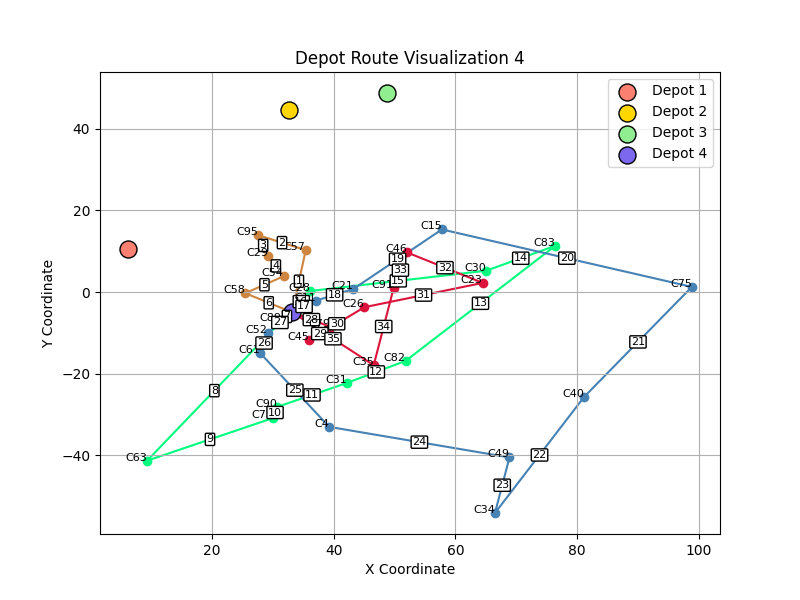 Depot Route Visualization 4
Depot 1
Depot 2
Depot 3
Depot 4
Y Coordinate
40
20
0
−20
−40
20
40
60
80
100
X Coordinate
C95
C57
C29
C54
C58
C28
C21
C91
C46
C15
C30
C83
C23
C75
C26
C52
C61
C45
C35
C82
C31
C90
C7
C63
C4
C49
C34
C40
1
2
3
4
5
6
8
9
10
11
12
13
14
15
17
18
19
20
21
22
23
24
25
26
27
28
29
30
31
32
33
34
35